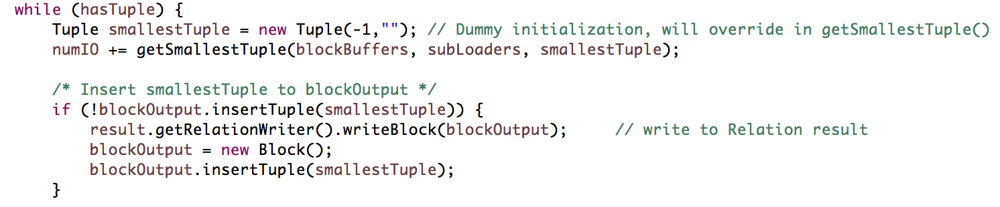 while (hasTuple) {
Tuple smallestTuple = new Tuple(-1,""); // Dummy initialization, will override in getSmallestTuple()
numIO += getSmallestTuple(blockBuffers, subLoaders, smallestTuple);
/* Insert smallestTuple to blockOutput */
if (!blockOutput.insertTuple(smallestTuple)) {
result.getRelationWriter().writeBlock(blockOutput); // write to Relation result
blockOutput = new Block();
blockOutput.insertTuple(smallestTuple);
}